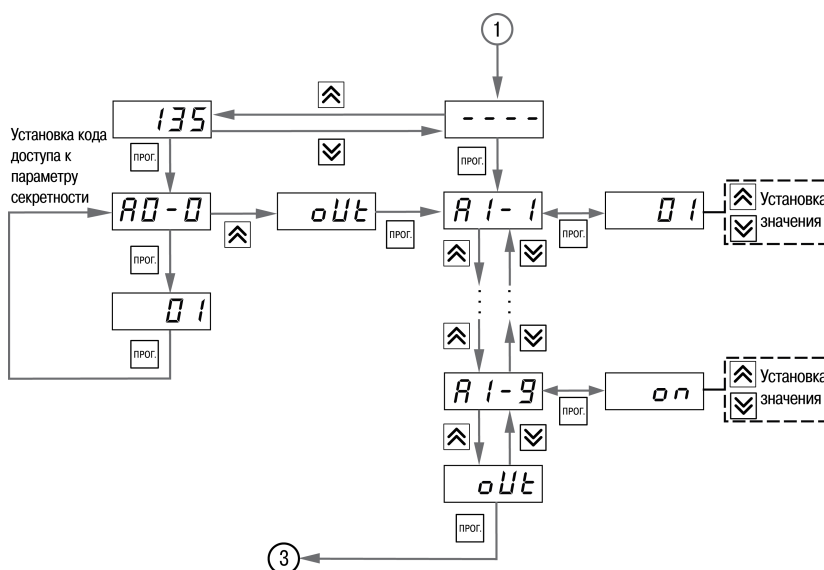 1
135
- - - -
Установка кода
доступа к
параметру
секретности
ПРОГ.
ПРОГ.
A0-0
oUt
ПРОГ.
A1-1
ПРОГ.
01
Установка
значения
ПРОГ.
01
ПРОГ.
A1-9
ПРОГ.
on
Установка
значения
oUt
ПРОГ.
3